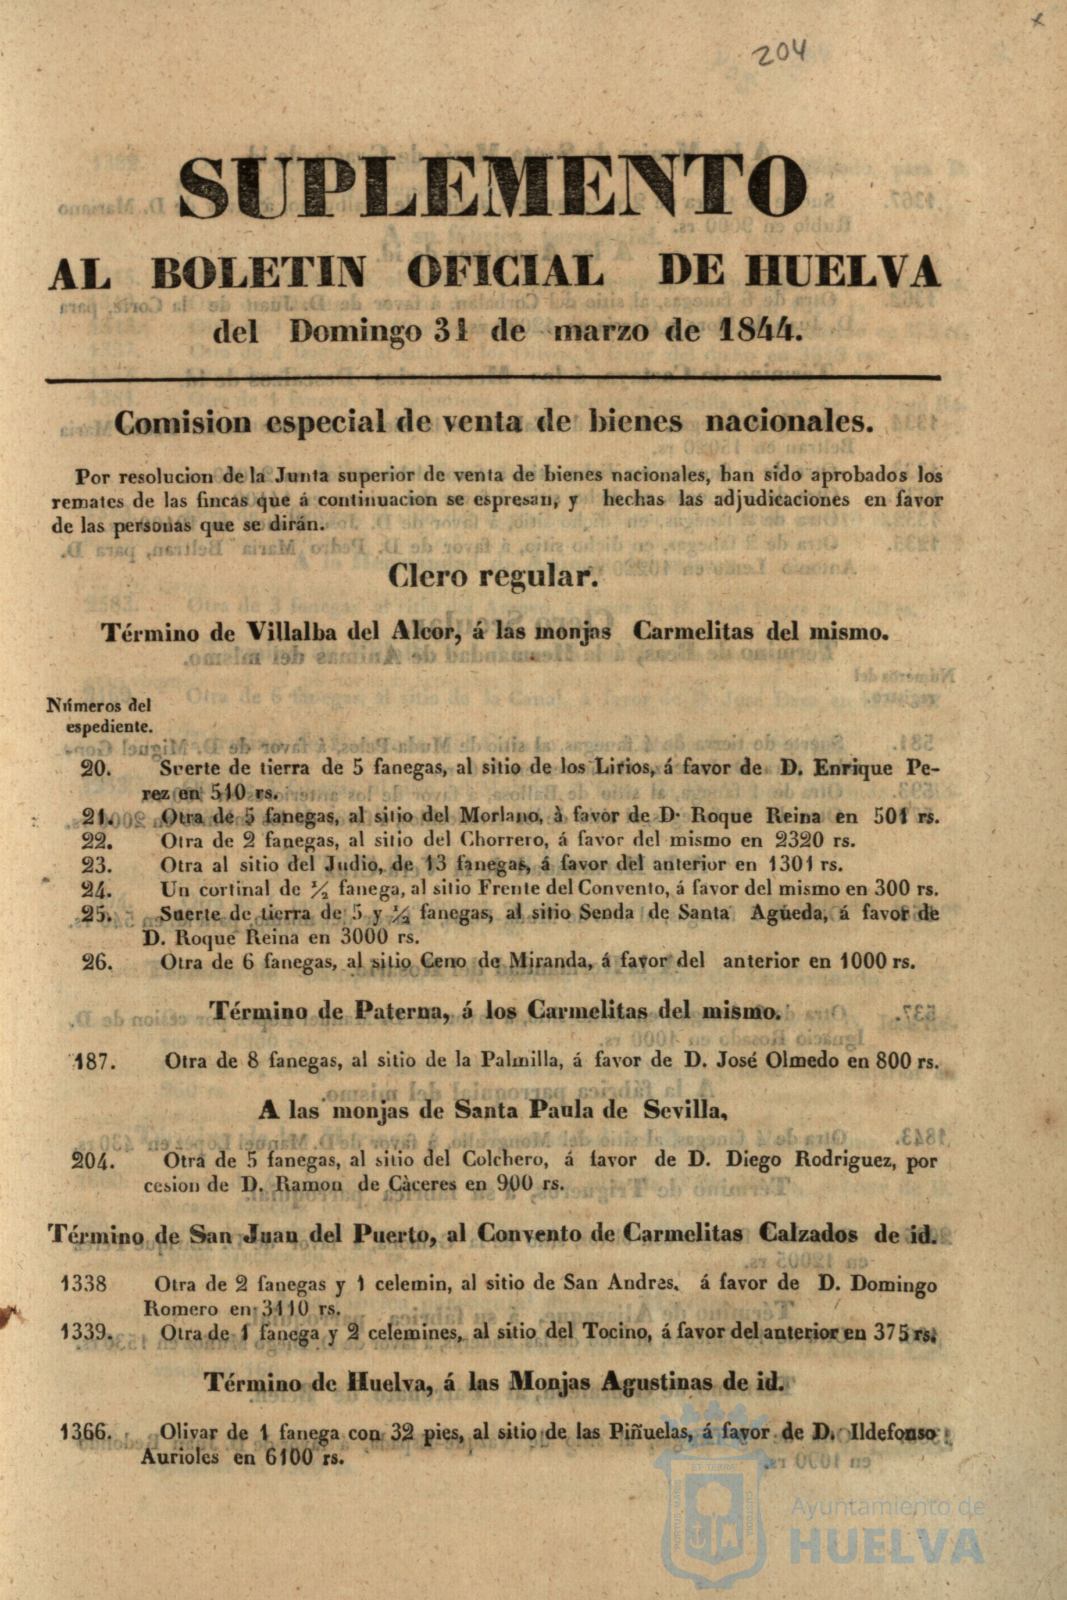 204
SUPLEMENTO
AL BOLETIN OFICIAL DE HUELVA
del Domingo 31 de marzo de 1844.
Comision especial de venta de bienes nacionales.
Por resolucion de la Junta superior de venta de bienes nacionales, han sido aprobados los
remates de las fincas que á continuacion se espresan, y hechas las adjudicaciones en favor
de las personas que se dirán.
Clero regular.
Término de Villalba del Alcor, á las monjas Carmelitas del mismo.
Números del
espediente.
20. Suerte de tierra de 5 fanegas, al sitio de los Lirios, á favor de D. Enrique Pe-
rez en 510 rs.
21. Otra de 5 fanegas, al sitio del Morlano, à favor de D· Roque Reina en 501 rs.
22. Otra de 2 fanegas, al sitio del Chorrero, á favor del mismo en 2320 rs.
23. Otra al sitio del Judio, de 13 fanegas, á favor del anterior en 1301 rs.
24. Un cortinal de ½ fanega, al sitio Frente del Convento, á favor del mismo en 300 rs.
25. Suerte de tierra de 5 y ½ fanegas, al sitio Senda de Santa Agueda, á favor de
D. Roque Reina en 3000 rs.
26. Otra de 6 fanegas, al sitio Ceno de Miranda, á favor del anterior en 1000 rs.
Término de Paterna, á los Carmelitas del mismo.
187. Otra de 8 fanegas, al sitio de la Palmilla, á favor de D. José Olmedo en 800 rs.
A las monjas de Santa Paula de Sevilla,
204. Otra de 5 fanegas, al sitio del Colchero, á favor de D. Diego Rodriguez, por
cesion de D. Ramon de Càceres en 900 rs.
Término de San Juan del Puerto, al Convento de Carmelitas Calzados de id.
1338 Otra de 2 fanegas y 1 celemin, al sitio de San Andres, á favor de D. Domingo
Romero en 3110 rs.
1339. Otra de 1 fanega y 2 celemines, al sitio del Tocino, á favor del anterior en 375 rs.
Término de Huelva, á las Monjas Agustinas de id.
1366. Olivar de 1 fanega con 32 pies, al sitio de las Piñuelas, á favor de D. Ildefonso
Aurioles en 6100 rs.
Ayuntamiento de
HUELVA